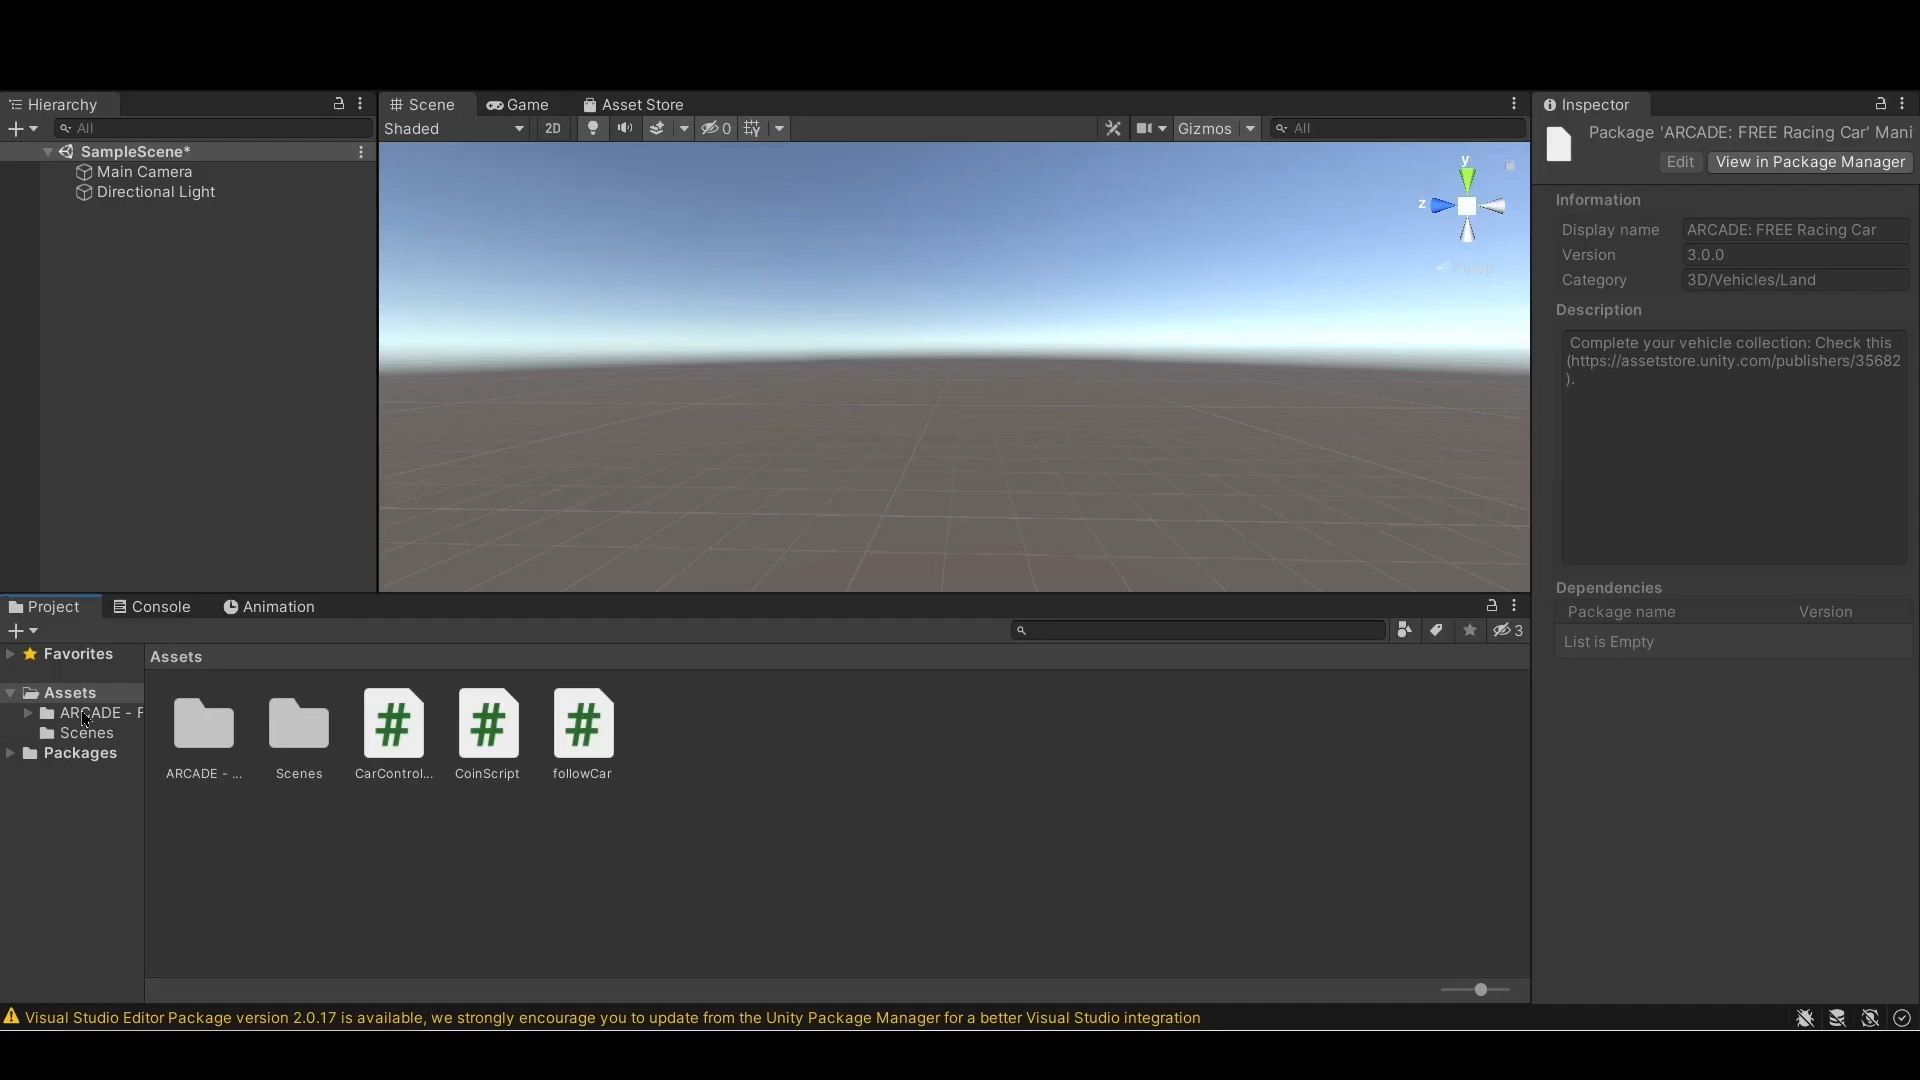 Hierarchy
All
SampleScene*
Main Camera
Directional Light
Scene
Game
Asset Store
Shaded
2D
0
Gizmos
All
y
z
Persp
Inspector
Package 'ARCADE: FREE Racing Car' Mani
Edit
View in Package Manager
Information
Display name
ARCADE: FREE Racing Car
Version
3.0.0
Category
3D/Vehicles/Land
Description
Complete your vehicle collection: Check this
(https://assetstore.unity.com/publishers/35682
).
Dependencies
Package name
Version
List is Empty
Project
Console
Animation
3
Favorites
Assets
ARCADE - F
Scenes
Packages
Assets
ARCADE - ...
Scenes
CarControl...
CoinScript
followCar
Visual Studio Editor Package version 2.0.17 is available, we strongly encourage you to update from the Unity Package Manager for a better Visual Studio integration